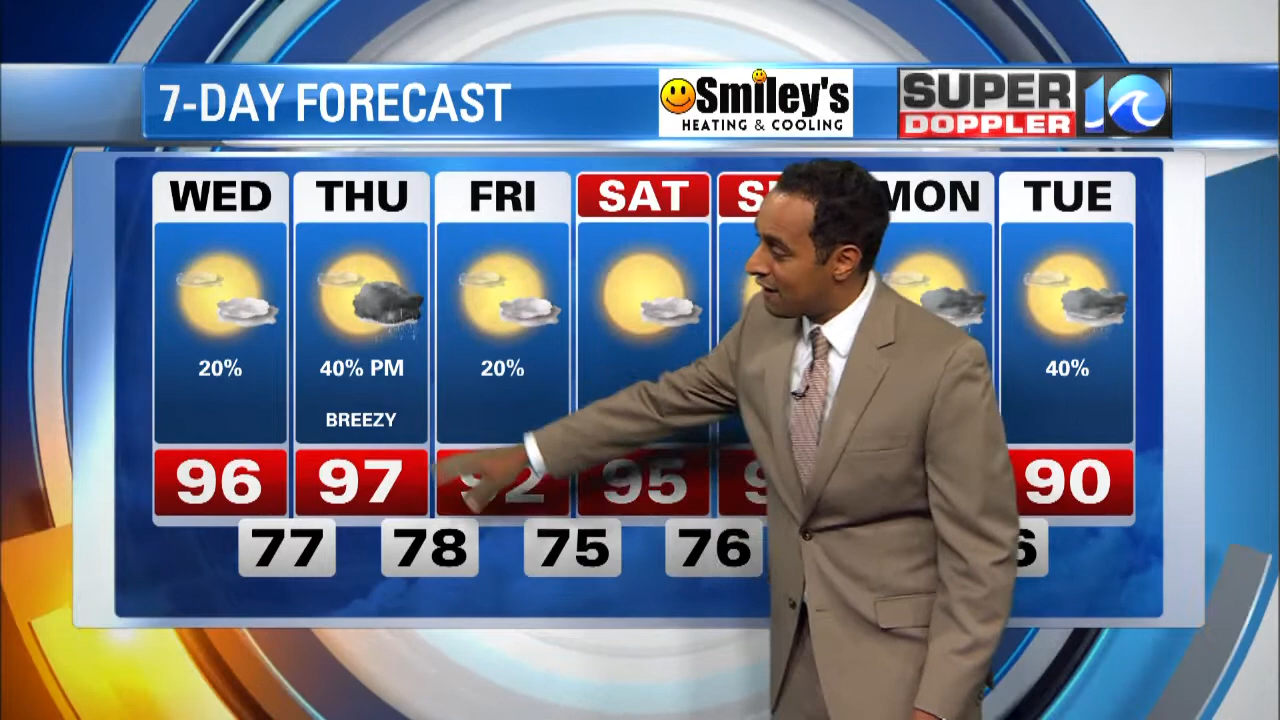 7-DAY FORECAST
Smiley's
HEATING & COOLING
SUPER
DOPPLER
10
WED THU FRI SAT MON TUE
20% 40% PM 20% 40%
BREEZY
96 97 92 95 90
77 78 75 76